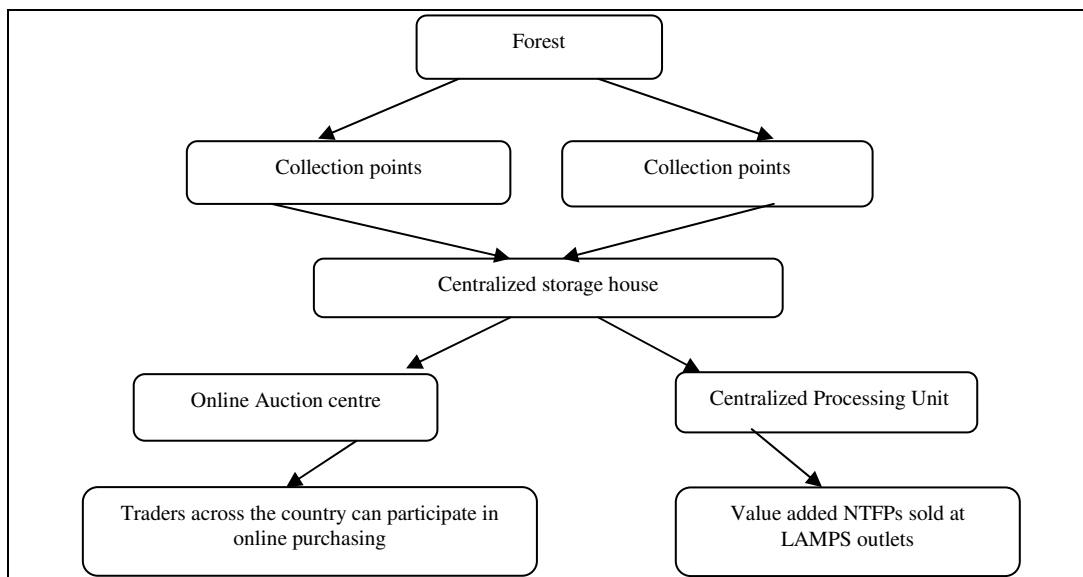 Forest
Collection points
Collection points
Centralized storage house
Online Auction centre
Centralized Processing Unit
Traders across the country can participate in
online purchasing
Value added NTFPs sold at
LAMPS outlets